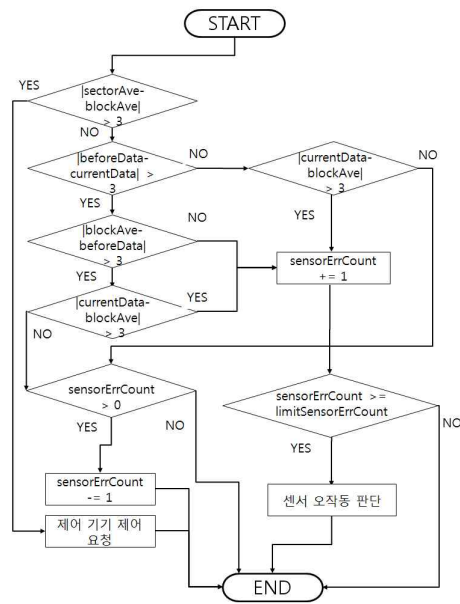 START
YES
|sectorAve-
blockAve|
> 3
NO
|beforeData-
currentData| >
3
NO
|currentData-
blockAve|
> 3
NO
YES
YES
|blockAve-
beforeData|
> 3
NO
sensorErrCount
+= 1
YES
|currentData-
blockAve|
> 3
YES
NO
sensorErrCount
> 0
sensorErrCount >=
limitSensorErrCount
YES
NO
NO
YES
sensorErrCount
-= 1
센서 오작동 판단
제어 기기 제어
요청
END